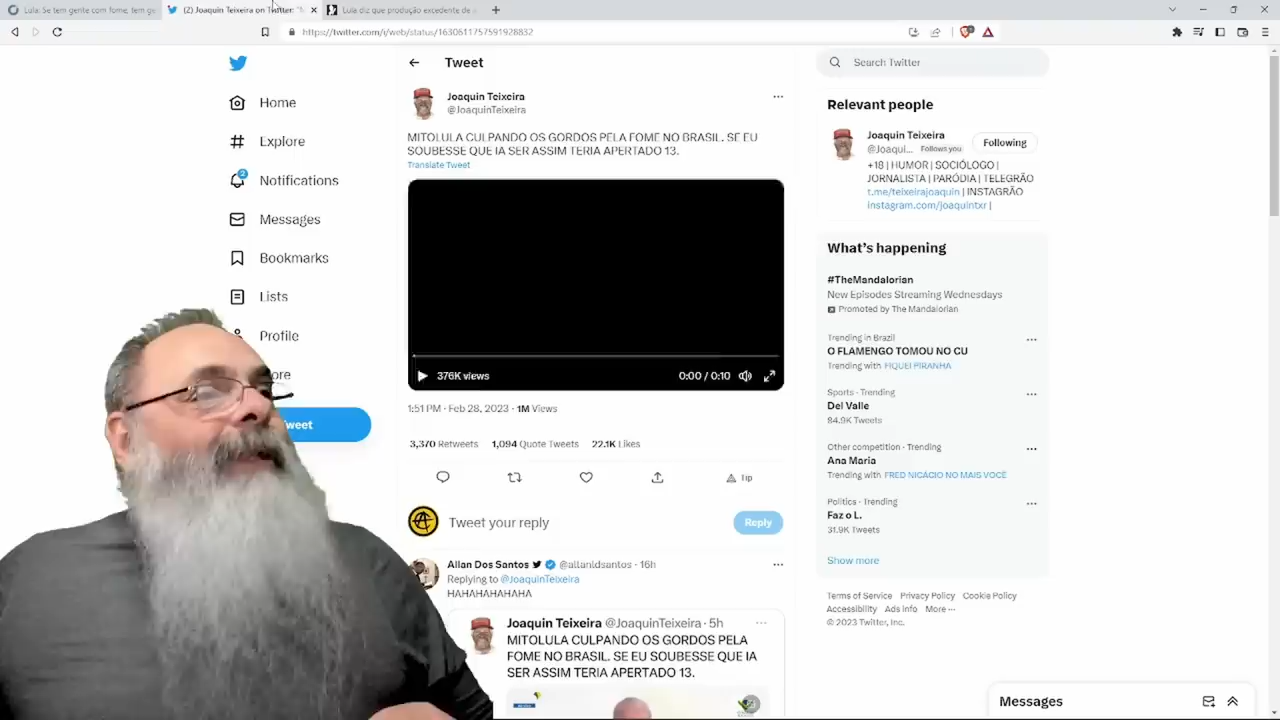 Lula: Se tem gente com fome, tem ge
(2) Joaquin Teixeira on Twitter: "M
Lula diz que produção excedente de
https://twitter.com/i/web/status/1630611757591928832
Home
Explore
2
Notifications
Messages
Bookmarks
Lists
Profile
ore
weet
Tweet
Joaquin Teixeira
@JoaquinTeixeira
MITOLULA CULPANDO OS GORDOS PELA FOME NO BRASIL. SE EU
SOUBESSE QUE IA SER ASSIM TERIA APERTADO 13.
Translate Tweet
376K views
0:00 / 0:10
1:51 PM · Feb 28, 2023 · 1M Views
3,370 Retweets 1,094 Quote Tweets 22.1K Likes
Tip
Tweet your reply
Reply
Allan Dos Santos @allanldsantos · 16h
Replying to @JoaquinTeixeira
HAHAHAHAHA
Joaquin Teixeira @JoaquinTeixeira · 5h
MITOLULA CULPANDO OS GORDOS PELA
FOME NO BRASIL. SE EU SOUBESSE QUE IA
SER ASSIM TERIA APERTADO 13.
Search Twitter
Relevant people
Joaquin Teixeira
@Joaqui... Follows you
Following
+18 | HUMOR | SOCIÓLOGO |
JORNALISTA | PARÓDIA | TELEGRÃO
t.me/teixeirajoaquin | INSTAGRÃO
instagram.com/joaquintxr |
What's happening
#TheMandalorian
New Episodes Streaming Wednesdays
Promoted by The Mandalorian
Trending in Brazil
O FLAMENGO TOMOU NO CU
Trending with FIQUEI PIRANHA
Sports · Trending
Del Valle
84.9K Tweets
Other competition · Trending
Ana Maria
Trending with FRED NICÁCIO NO MAIS VOCÊ
Politics · Trending
Faz o L.
31.9K Tweets
Show more
Terms of Service Privacy Policy Cookie Policy
Accessibility Ads info More ···
© 2023 Twitter, Inc.
Messages